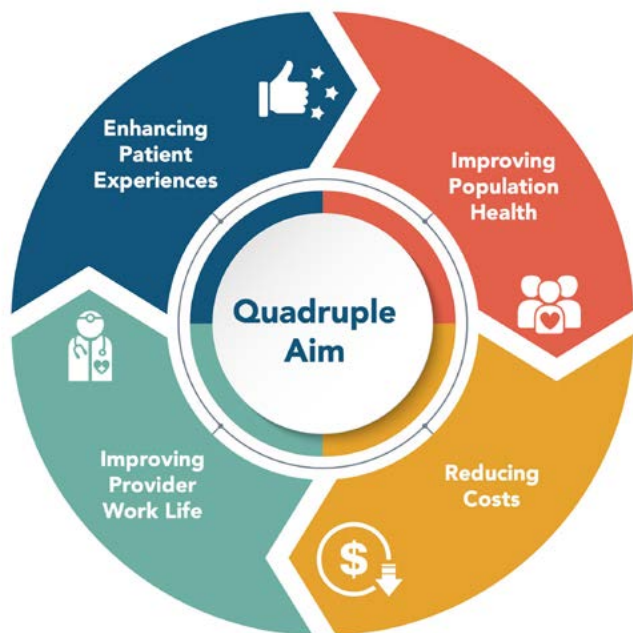 Enhancing
Patient
Experiences
Improving
Population
Health
Quadruple
Aim
Improving
Provider
Work Life
Reducing
Costs
$